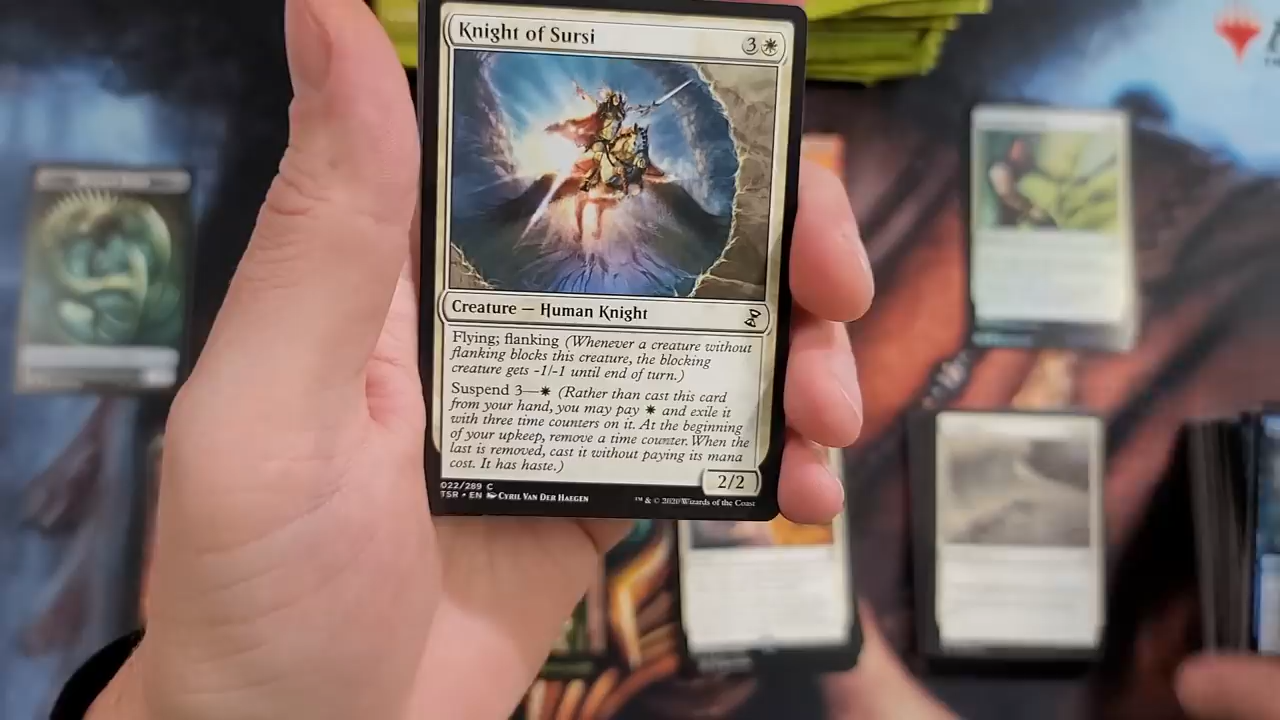 Knight of Sursi
3
Creature — Human Knight
Flying; flanking (Whenever a creature without
flanking blocks this creature, the blocking
creature gets -1/-1 until end of turn.)
Suspend 3— (Rather than cast this card
from your hand, you may pay and exile it
with three time counters on it. At the beginning
of your upkeep, remove a time counter. When the
last is removed, cast it without paying its mana
cost. It has haste.)
2/2
022/289 C
TSR • EN Cyril Van Der Haegen
™ & © 2020 Wizards of the Coast